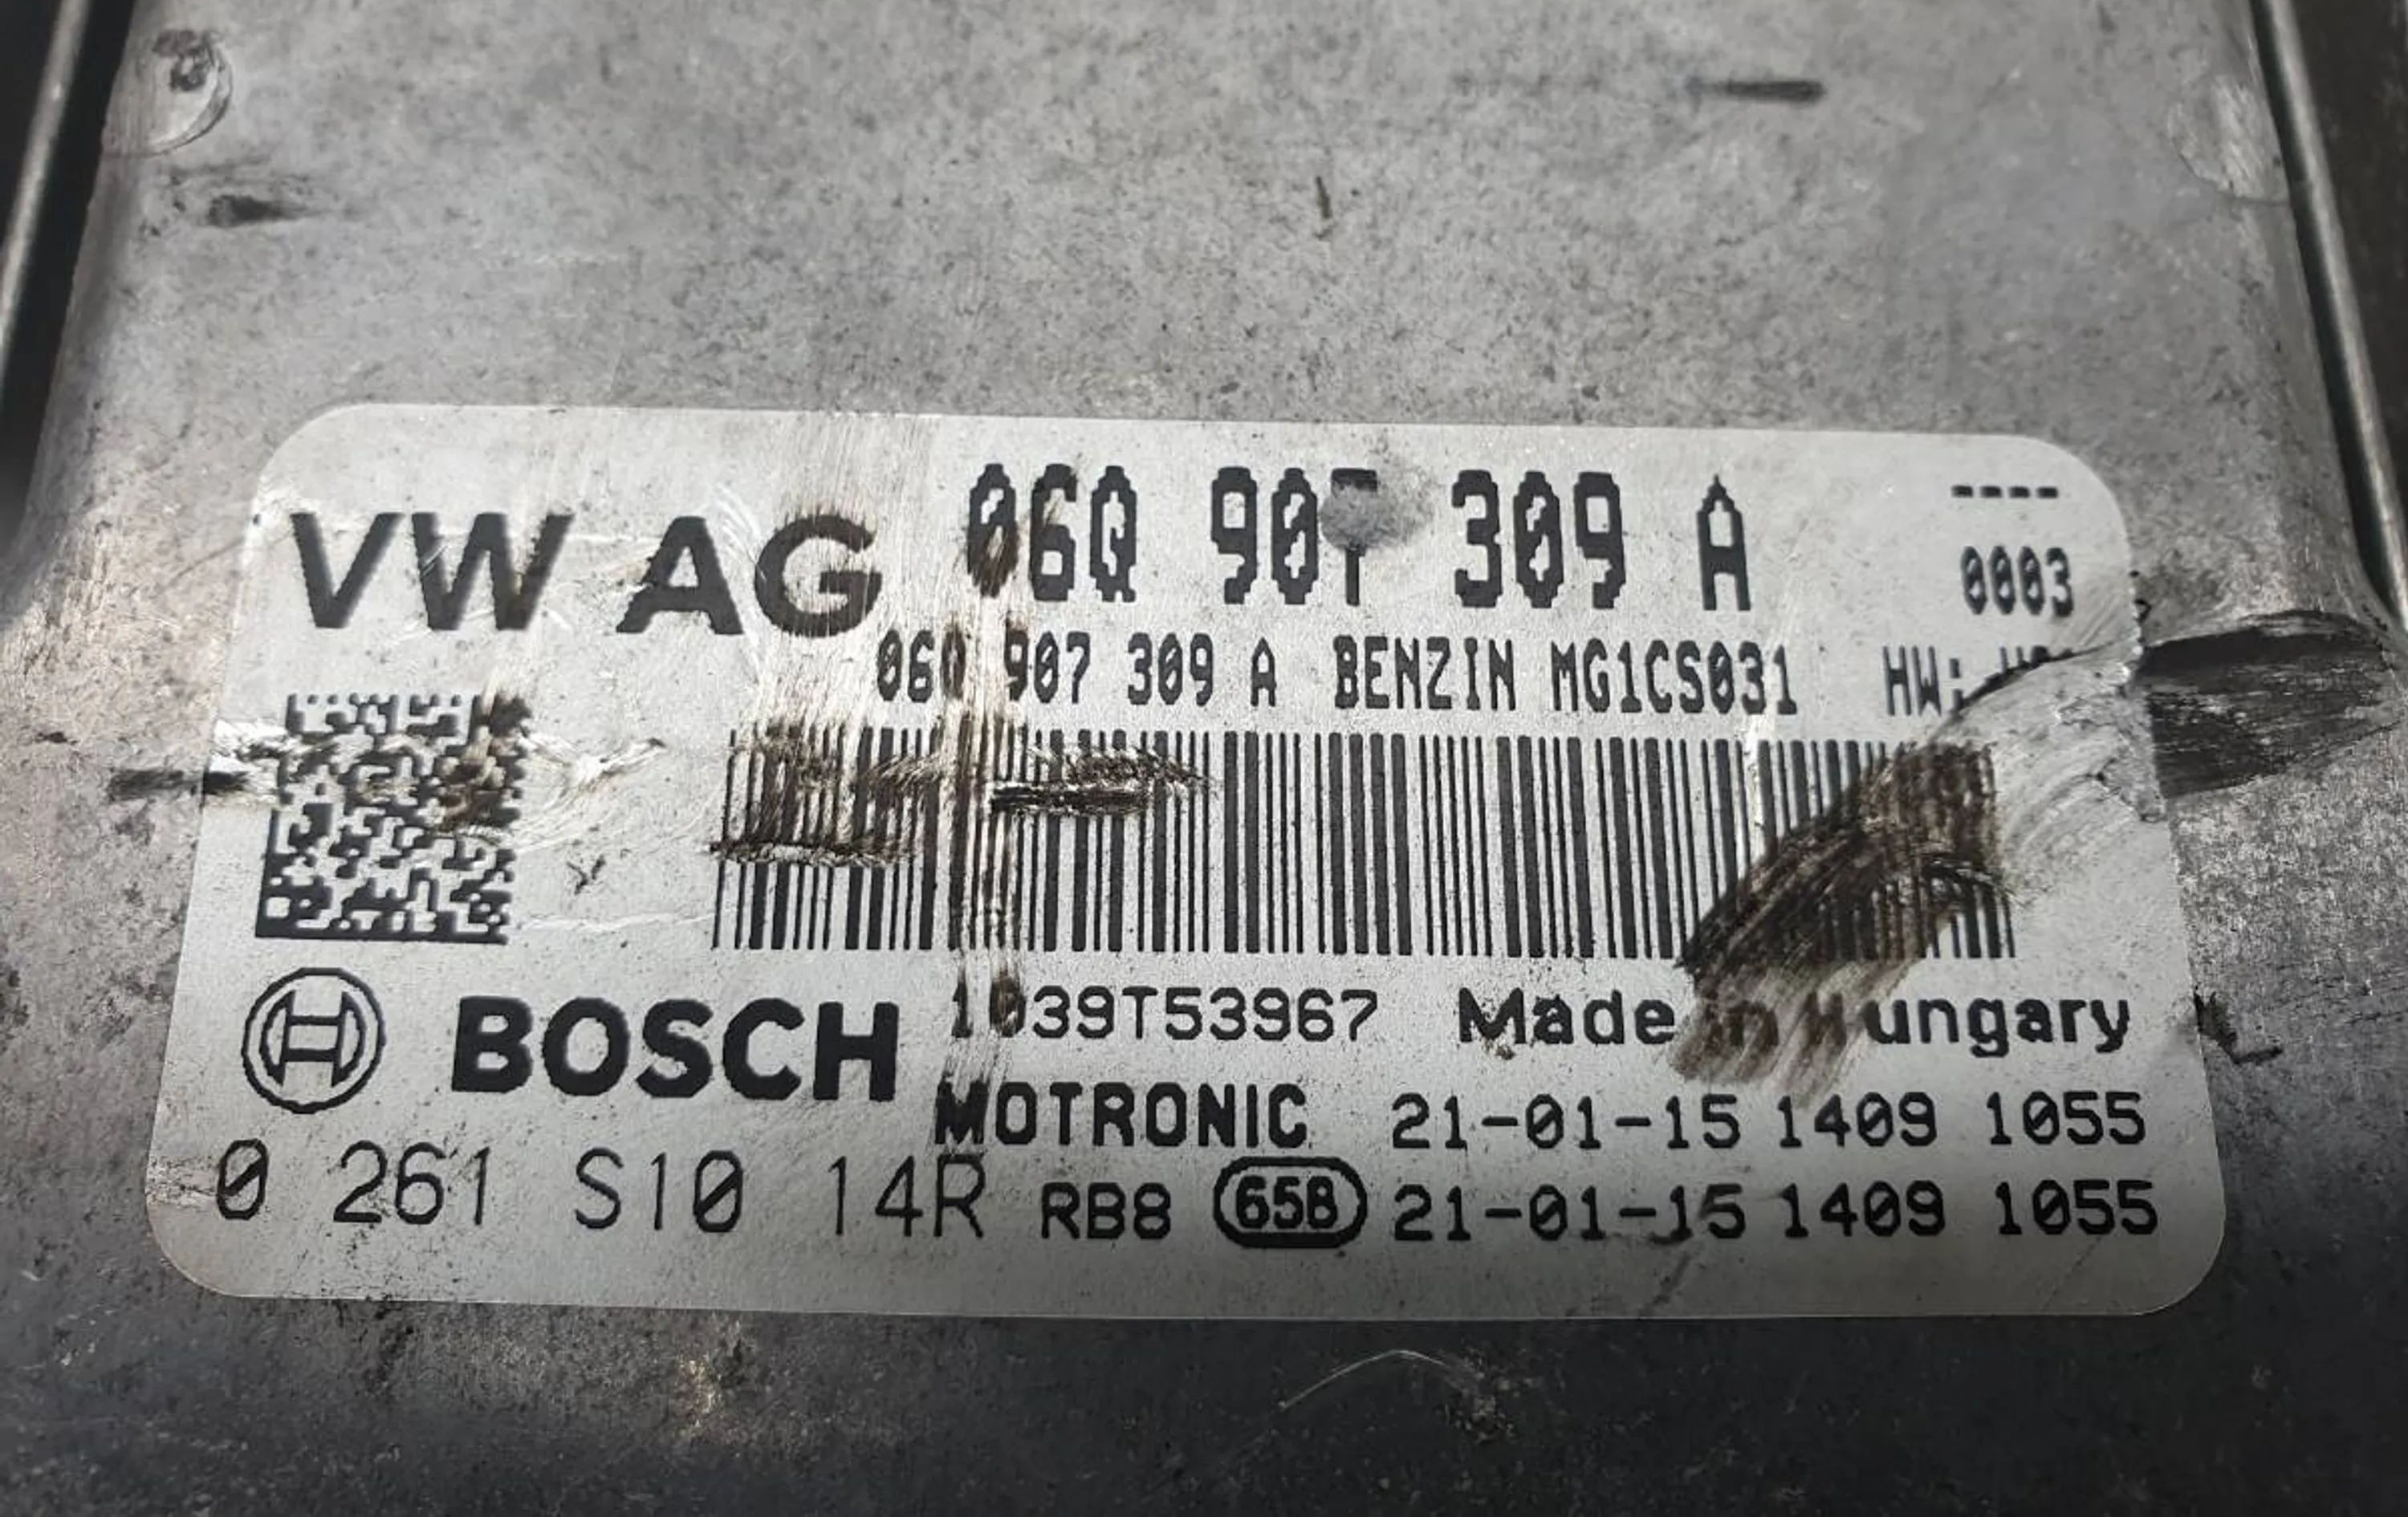 VW AG 06Q 907 309 A ----
0003
06Q 907 309 A BENZIN MG1CS031 HW:
BOSCH 1039T53967 Made in Hungary
MOTRONIC 21-01-15 1409 1055
0 261 S10 14R RB8 65B 21-01-15 1409 1055